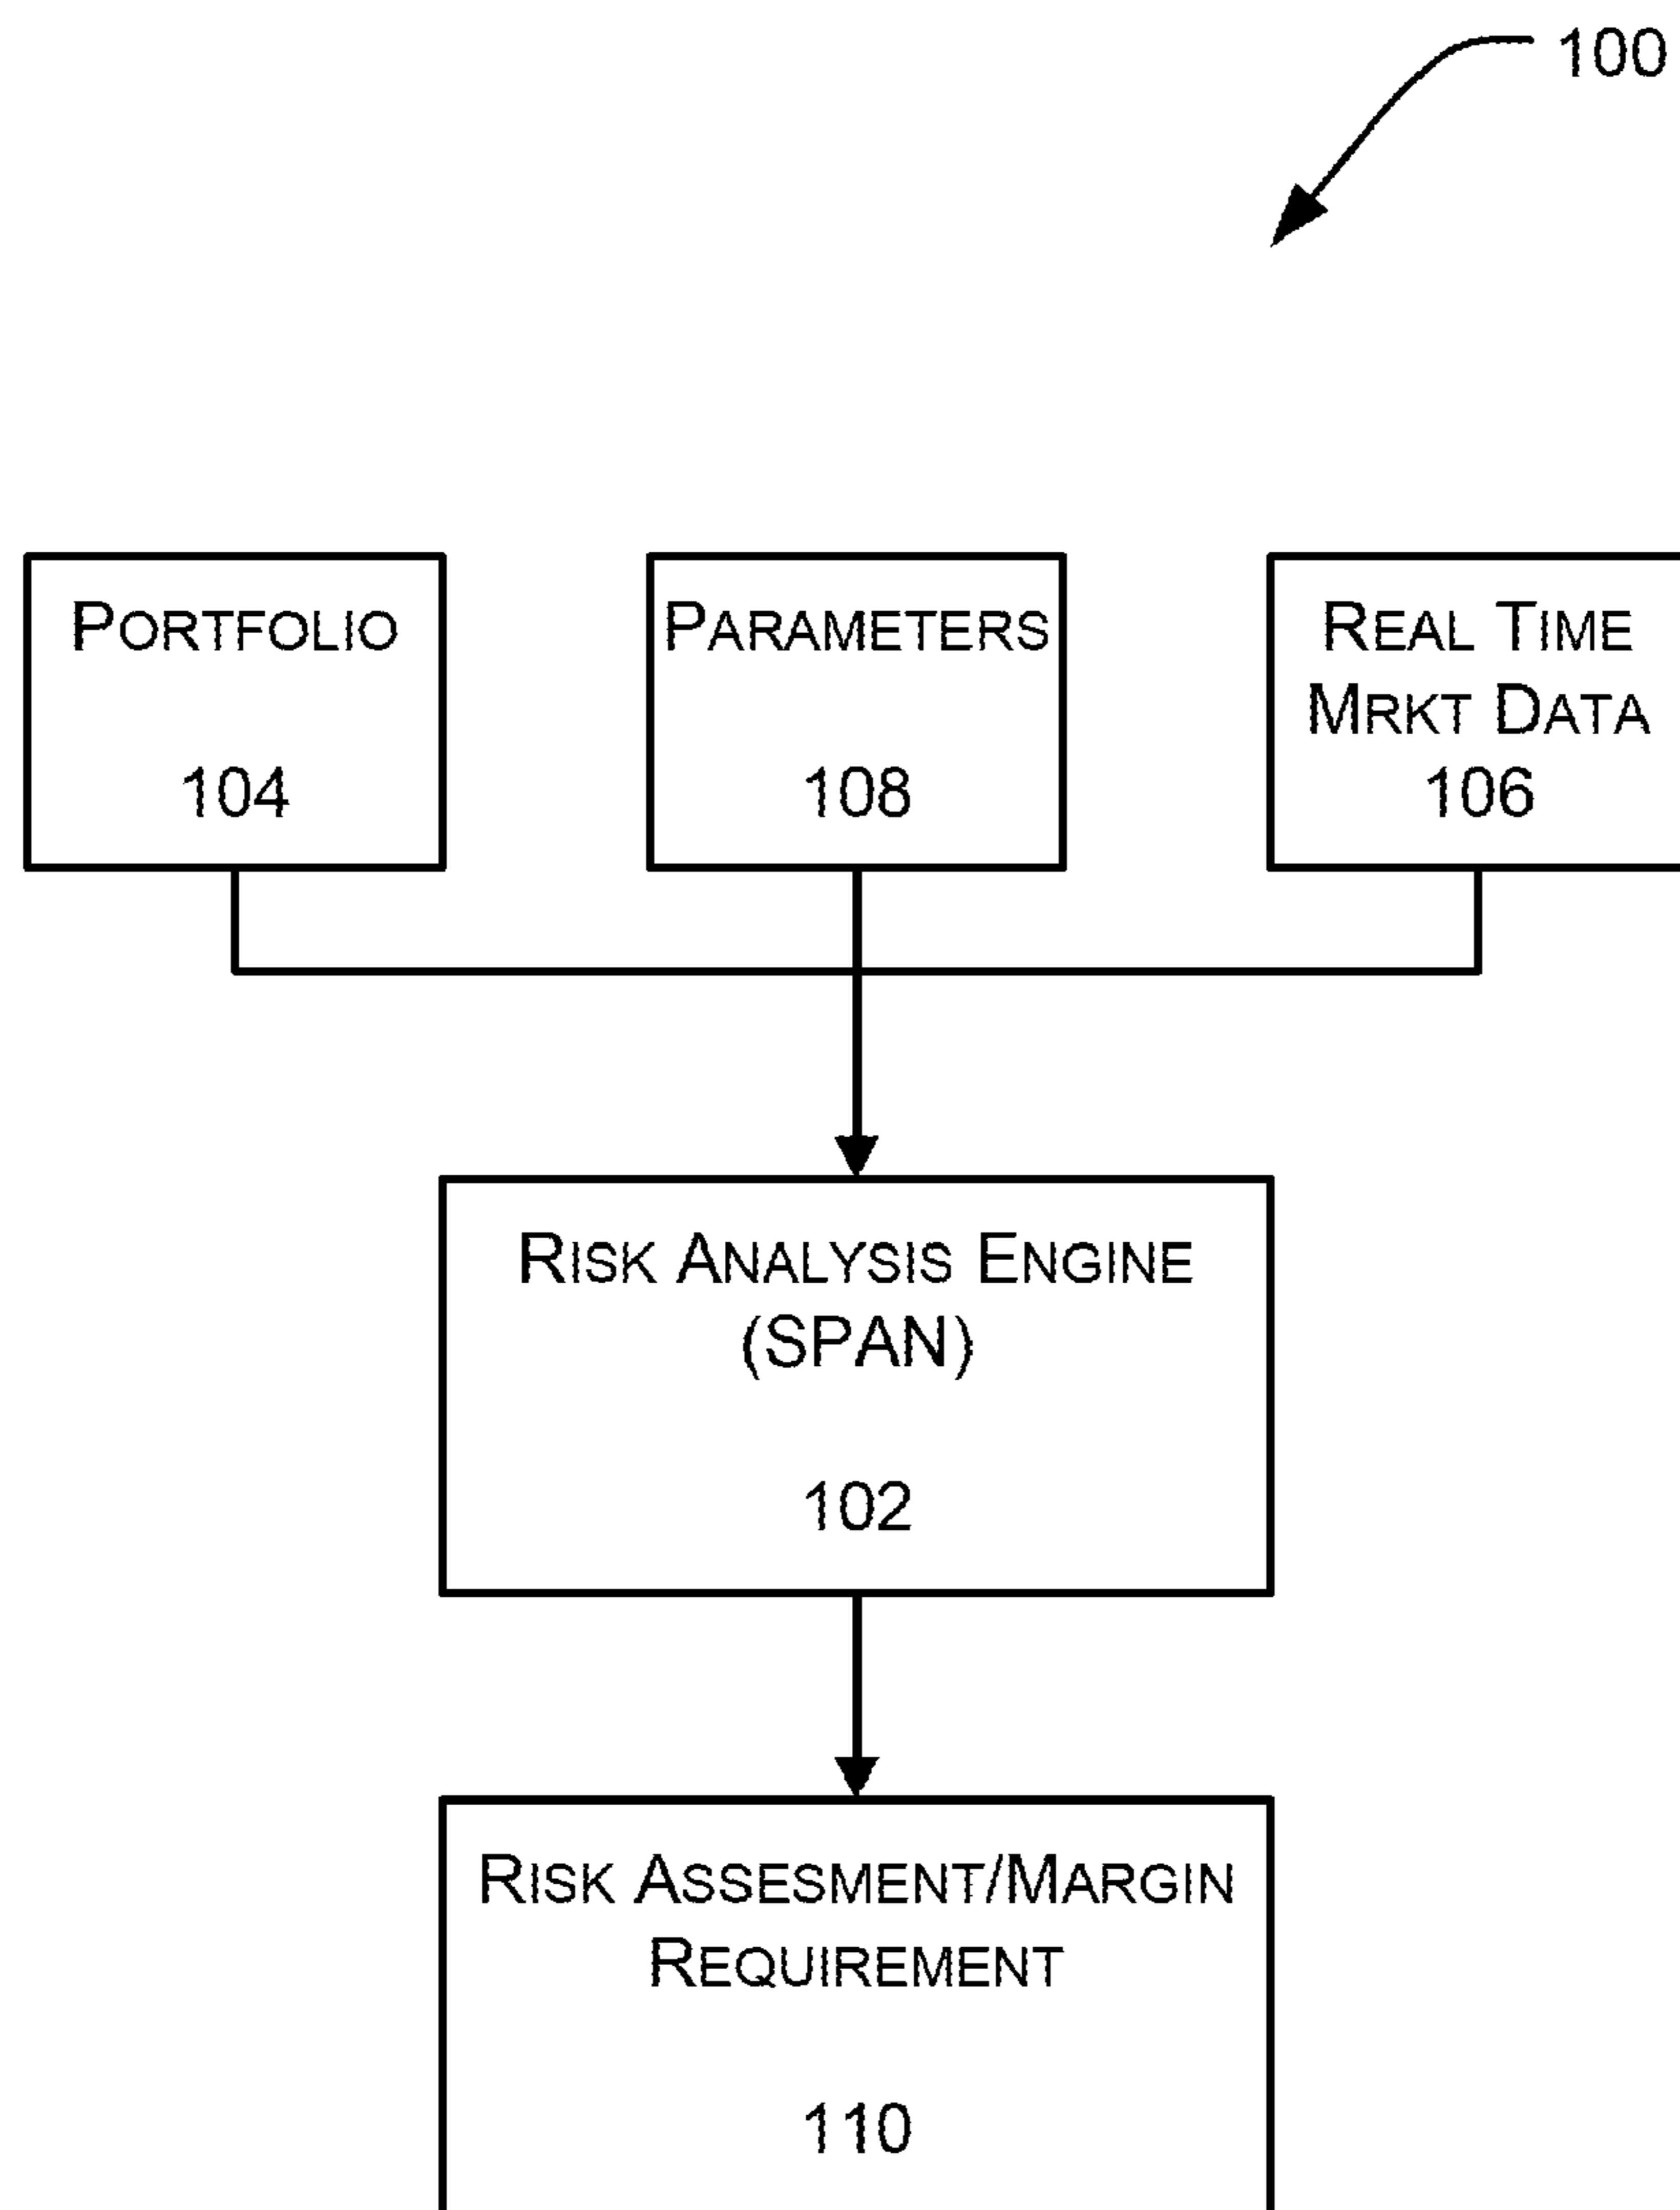 100
PORTFOLIO
104
PARAMETERS
108
REAL TIME
MRKT DATA
106
RISK ANALYSIS ENGINE
(SPAN)
102
RISK ASSESMENT/MARGIN
REQUIREMENT
110